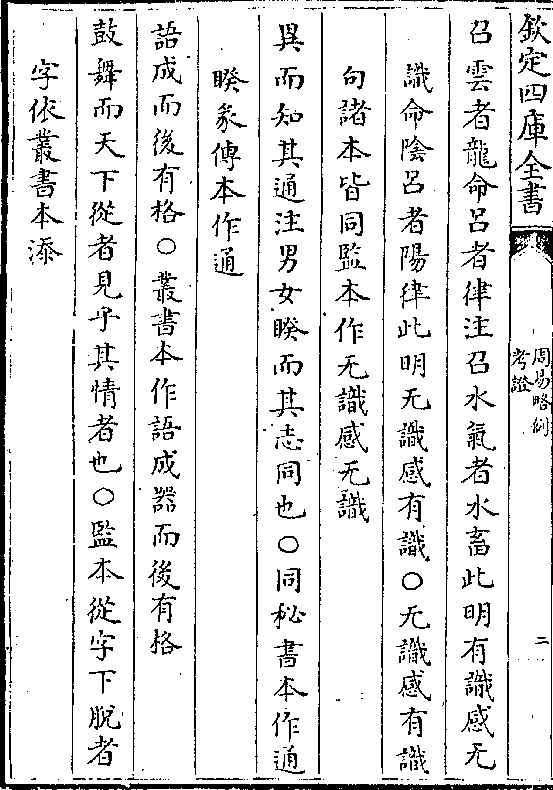 欽定四庫全書
周易略例
考證
二
召雲者龍命呂者律注召水氣者水畜此明有識感无
識命陰呂者陽律此明无識感有識○无識感有識
句諸本皆同監本作无識感无識
異而知其通注男女睽而其志同也○同秘書本作通
睽彖傳本作通
語成而後有格○叢書本作語成器而後有格
鼓舞而天下從者見乎其情者也○監本從字下脫者
字依叢書本添